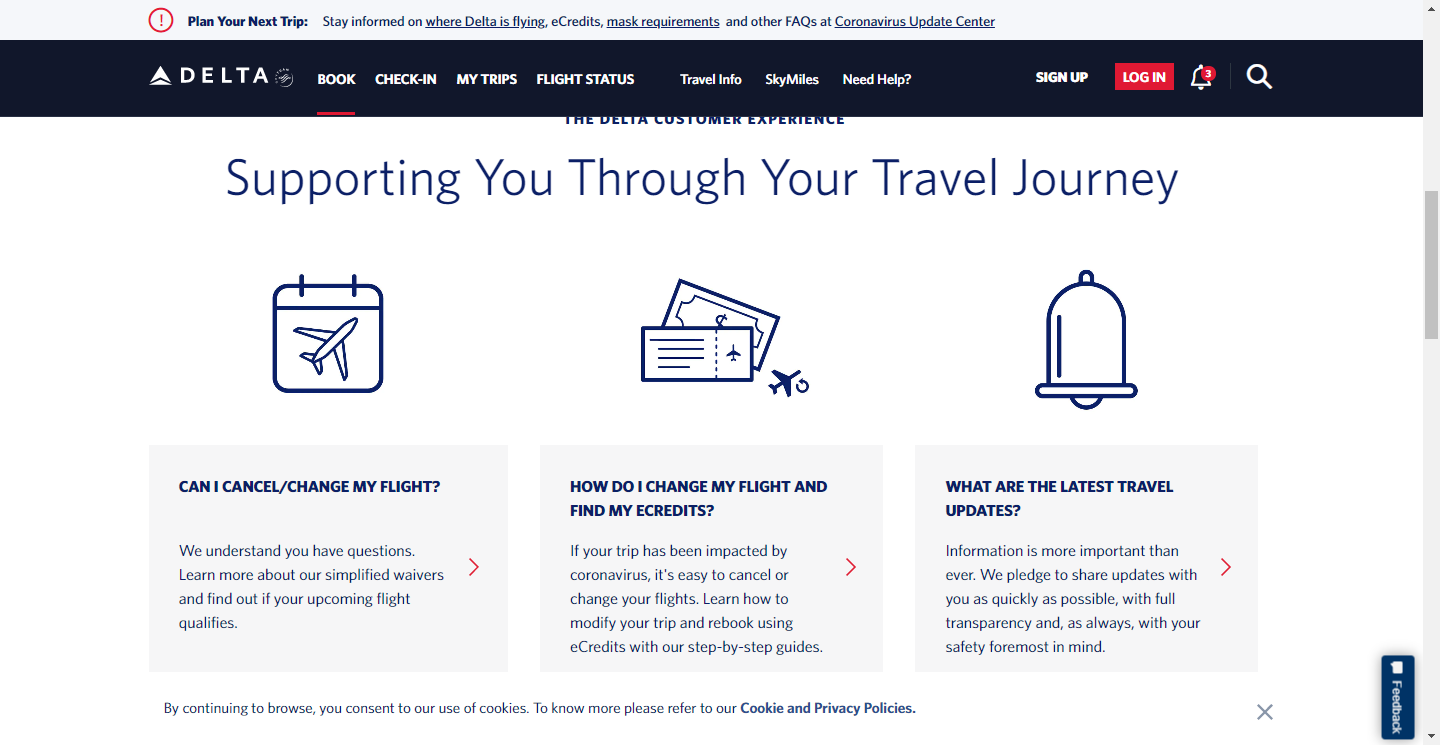 Plan Your Next Trip: Stay informed on where Delta is flying, eCredits, mask requirements and other FAQs at Coronavirus Update Center
DELTA BOOK CHECK-IN MY TRIPS FLIGHT STATUS Travel Info SkyMiles Need Help? SIGN UP LOG IN 3
THE DELTA CUSTOMER EXPERIENCE
Supporting You Through Your Travel Journey
CAN I CANCEL/CHANGE MY FLIGHT?
We understand you have questions.
Learn more about our simplified waivers
and find out if your upcoming flight
qualifies.
HOW DO I CHANGE MY FLIGHT AND
FIND MY ECREDITS?
If your trip has been impacted by
coronavirus, it's easy to cancel or
change your flights. Learn how to
modify your trip and rebook using
eCredits with our step-by-step guides.
WHAT ARE THE LATEST TRAVEL
UPDATES?
Information is more important than
ever. We pledge to share updates with
you as quickly as possible, with full
transparency and, as always, with your
safety foremost in mind.
Feedback
By continuing to browse, you consent to our use of cookies. To know more please refer to our Cookie and Privacy Policies.